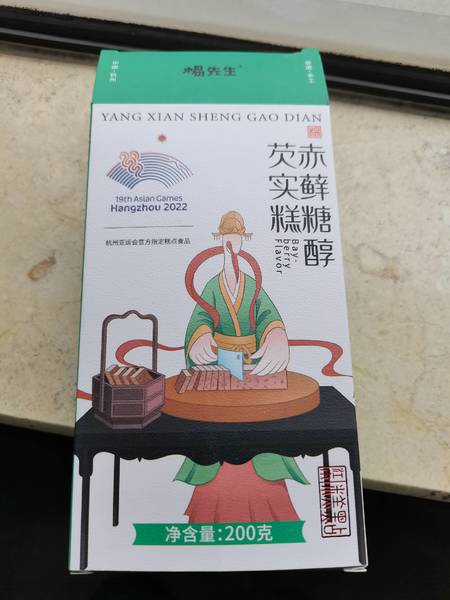 楊先生
YANG XIAN SHENG GAO DIAN
赤藓糖醇
芡实糕
Bay-
berry
Flavor
19th Asian Games
Hangzhou 2022
杭州亚运会官方指定糕点食品
净含量:200克